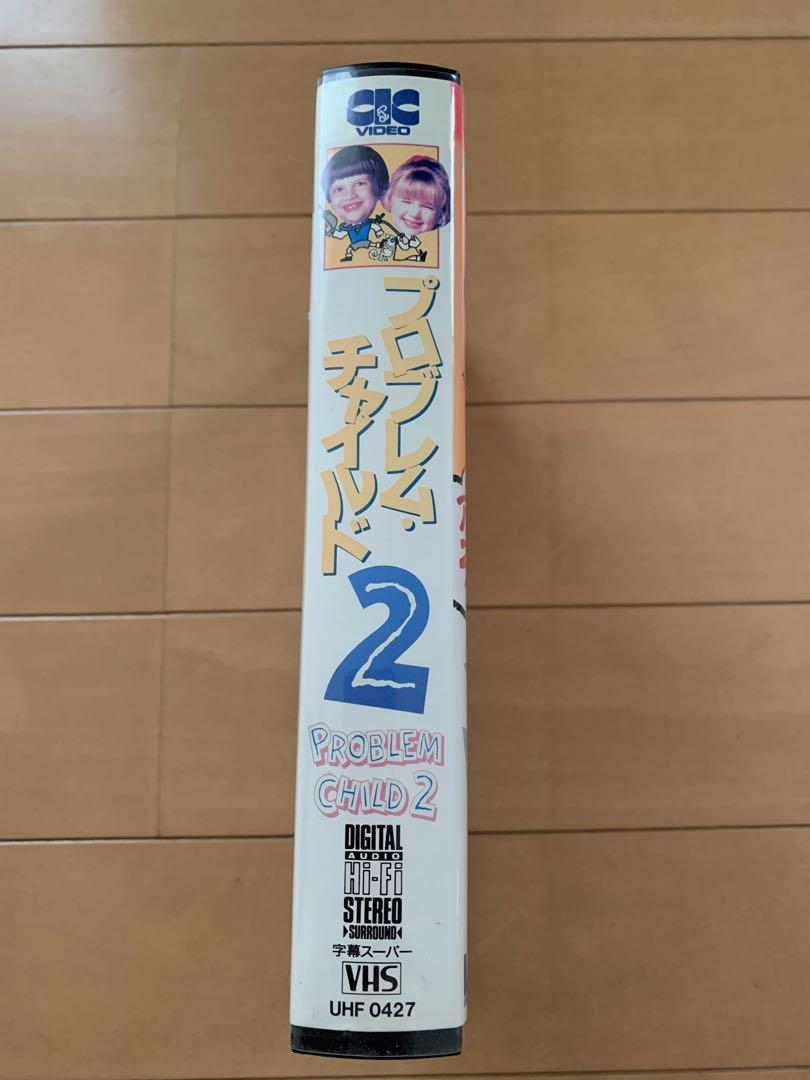 CIC
VIDEO
プロブレム・
チャイルド
2
PROBLEM
CHILD 2
DIGITAL
AUDIO
Hi-Fi
STEREO
SURROUND
字幕スーパー
VHS
UHF 0427